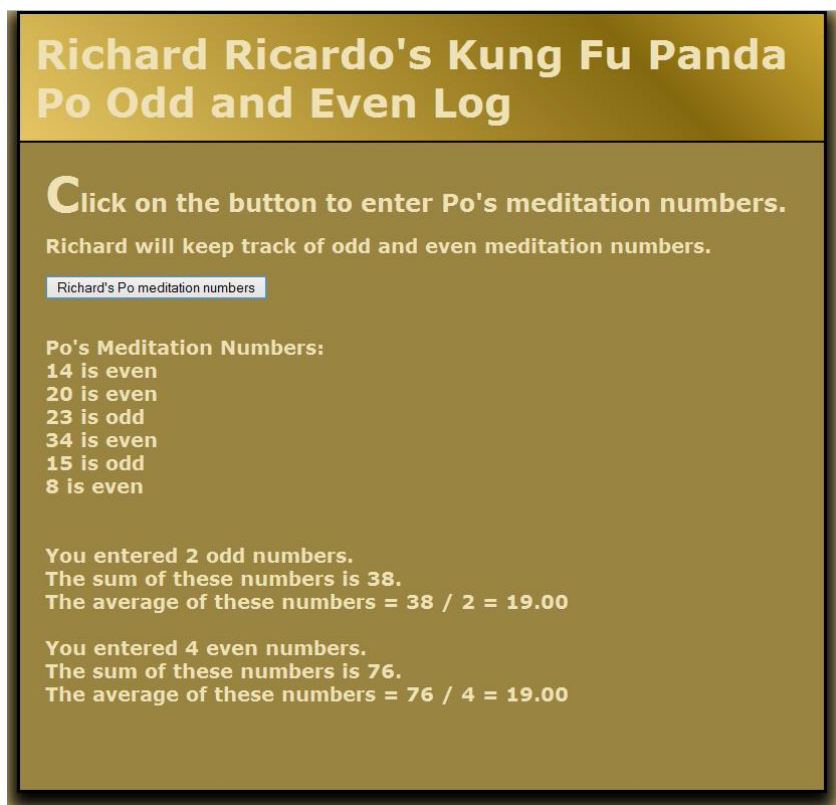 Richard Ricardo's Kung Fu Panda
Po Odd and Even Log
Click on the button to enter Po's meditation numbers.
Richard will keep track of odd and even meditation numbers.
Richard's Po meditation numbers
Po's Meditation Numbers:
14 is even
20 is even
23 is odd
34 is even
15 is odd
8 is even
You entered 2 odd numbers.
The sum of these numbers is 38.
The average of these numbers = 38 / 2 = 19.00
You entered 4 even numbers.
The sum of these numbers is 76.
The average of these numbers = 76 / 4 = 19.00